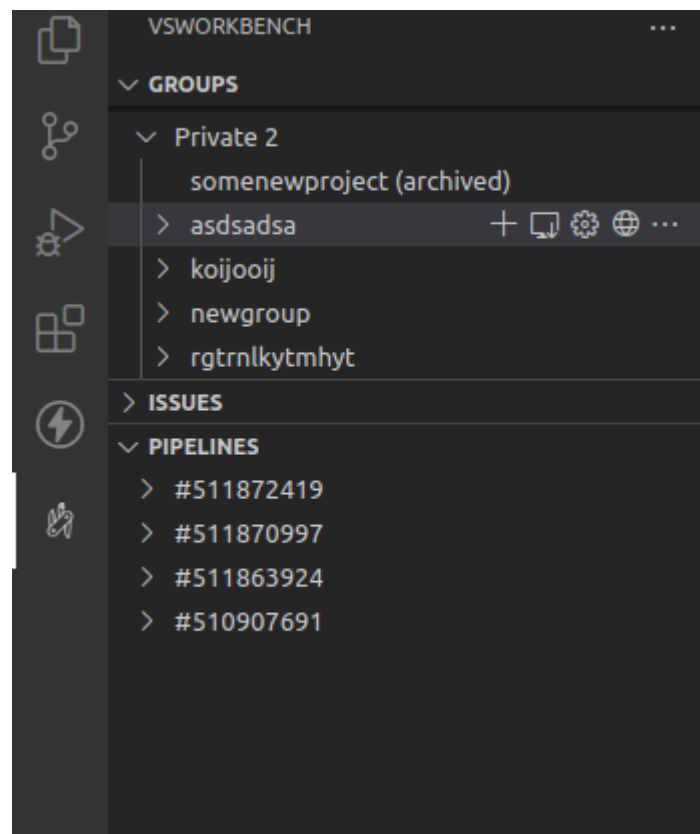 VSWORKBENCH
GROUPS
Private 2
somenewproject (archived)
asdsadsa
koijooij
newgroup
rgtrnlkytmhyt
ISSUES
PIPELINES
#511872419
#511870997
#511863924
#510907691